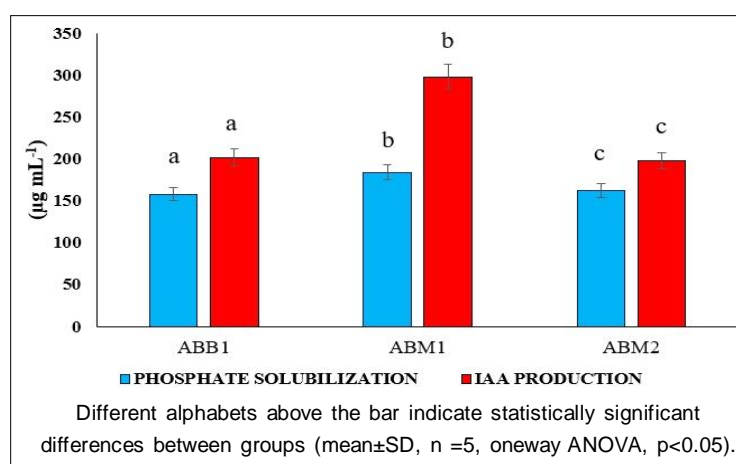 350
300
250
200
150
100
50
0
(µg mL-1)
a
a
b
b
c
c
ABB1
ABM1
ABM2
PHOSPHATE SOLUBILIZATION
IAA PRODUCTION
Different alphabets above the bar indicate statistically significant
differences between groups (mean±SD, n =5, oneway ANOVA, p<0.05).